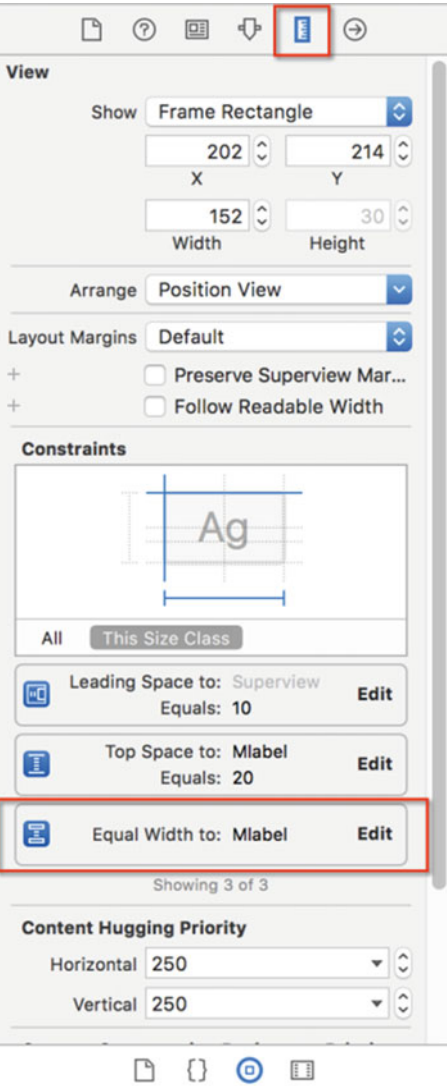 View
Show Frame Rectangle
202 214
X Y
152 30
Width Height
Arrange Position View
Layout Margins Default
Preserve Superview Mar...
Follow Readable Width
Constraints
Ag
All This Size Class
Leading Space to: Superview Edit
Equals: 10
Top Space to: Mlabel Edit
Equals: 20
Equal Width to: Mlabel Edit
Showing 3 of 3
Content Hugging Priority
Horizontal 250
Vertical 250